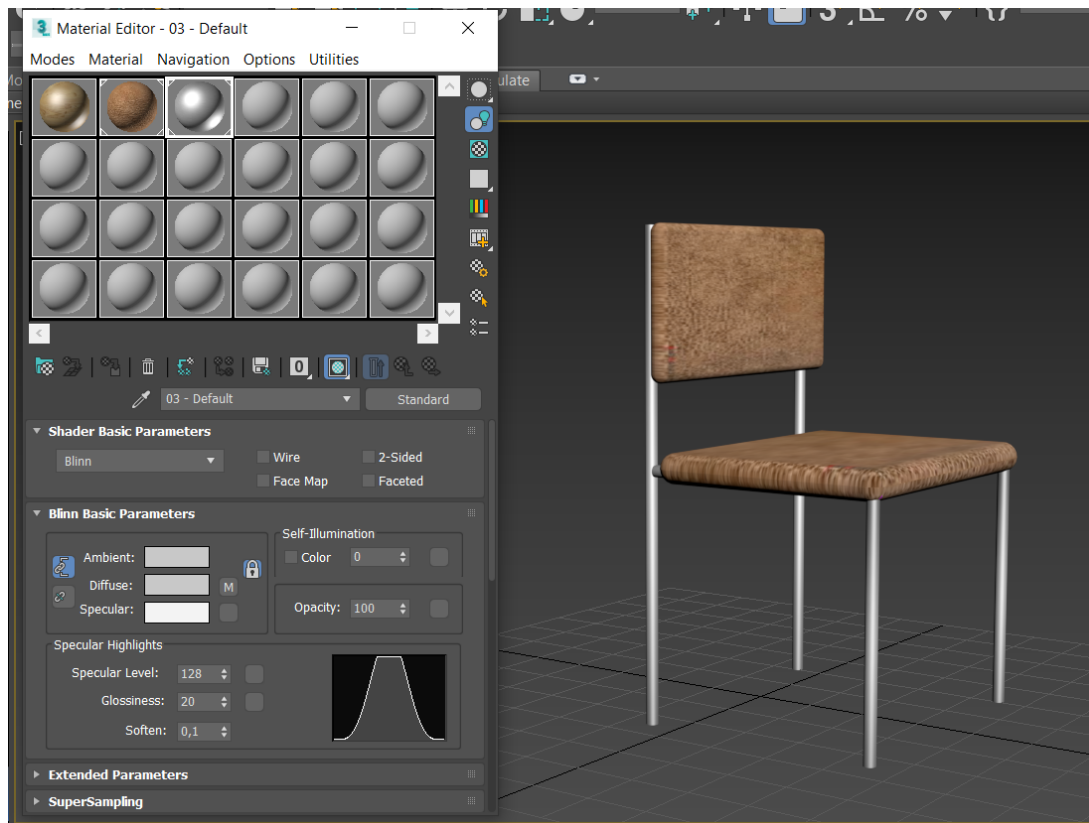 3 Material Editor - 03 - Default
Modes Material Navigation Options Utilities
ulate
0
03 - Default Standard
Shader Basic Parameters
Blinn Wire 2-Sided
Face Map Faceted
Blinn Basic Parameters
Self-Illumination
Ambient: Color 0
Diffuse: M
Specular: Opacity: 100
Specular Highlights
Specular Level: 128
Glossiness: 20
Soften: 0,1
Extended Parameters
SuperSampling